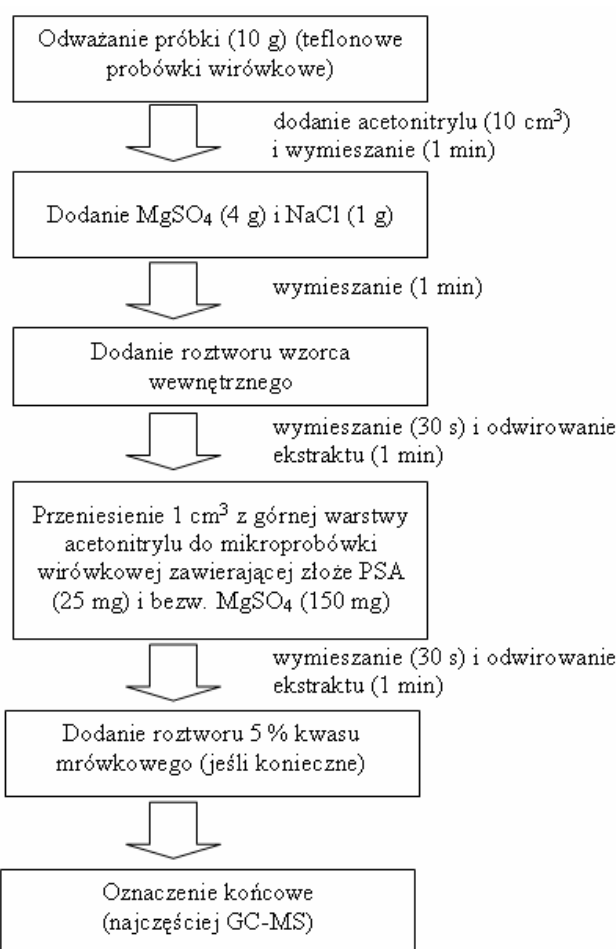 Odważanie próbki (10 g) (teflonowe
probówki wirówkowe)
dodanie acetonitrylu (10 cm³)
i wymieszanie (1 min)
Dodanie MgSO₄ (4 g) i NaCl (1 g)
wymieszanie (1 min)
Dodanie roztworu wzorca
wewnętrznego
wymieszanie (30 s) i odwirowanie
ekstraktu (1 min)
Przeniesienie 1 cm³ z górnej warstwy
acetonitrylu do mikroprobówki
wirówkowej zawierającej złoże PSA
(25 mg) i bezw. MgSO₄ (150 mg)
wymieszanie (30 s) i odwirowanie
ekstraktu (1 min)
Dodanie roztworu 5 % kwasu
mrówkowego (jeśli konieczne)
Oznaczenie końcowe
(najczęściej GC-MS)